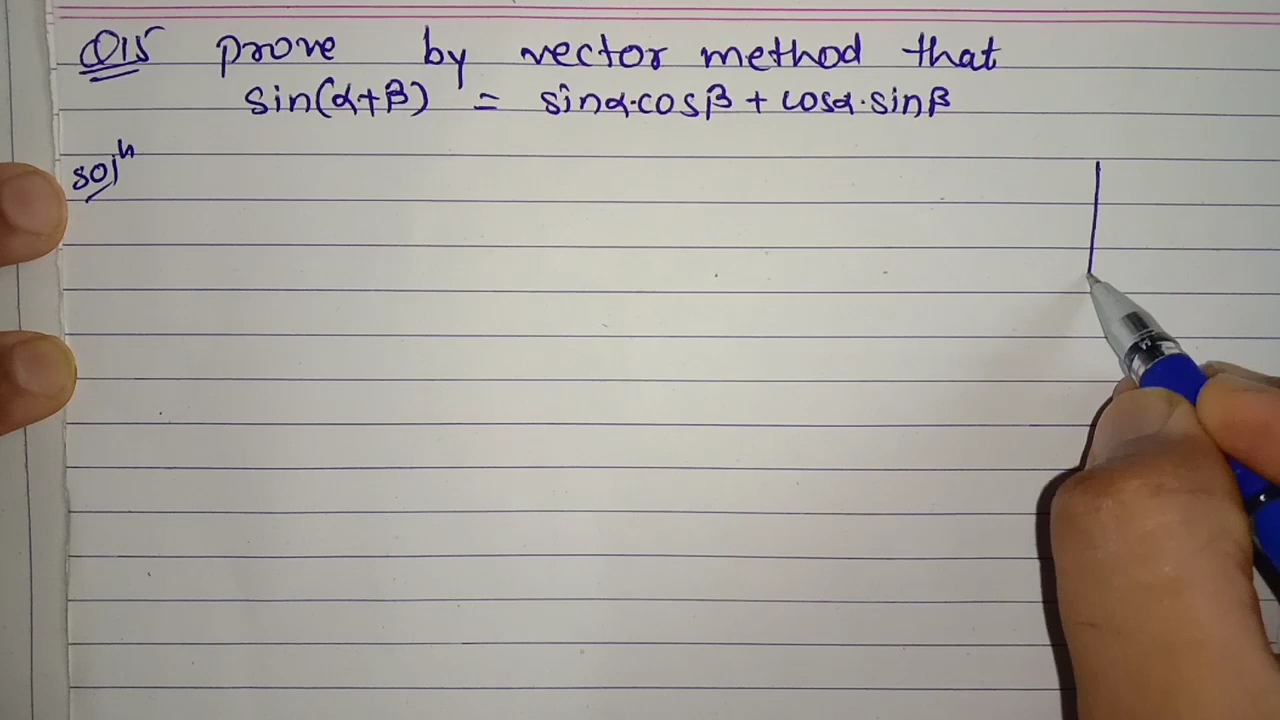 Q15 prove by vector method that
sin(α+β) = sinα·cosβ + cosα·sinβ
solⁿ